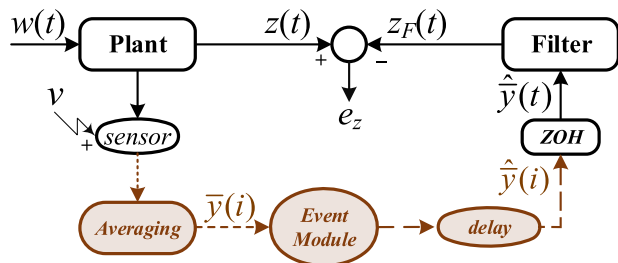 w(t)
Plant
z(t)
+
−
z_F(t)
Filter
v
+
sensor
e_z
ŷ̄(t)
ZOH
ŷ̄(i)
Averaging
ȳ(i)
Event
Module
delay